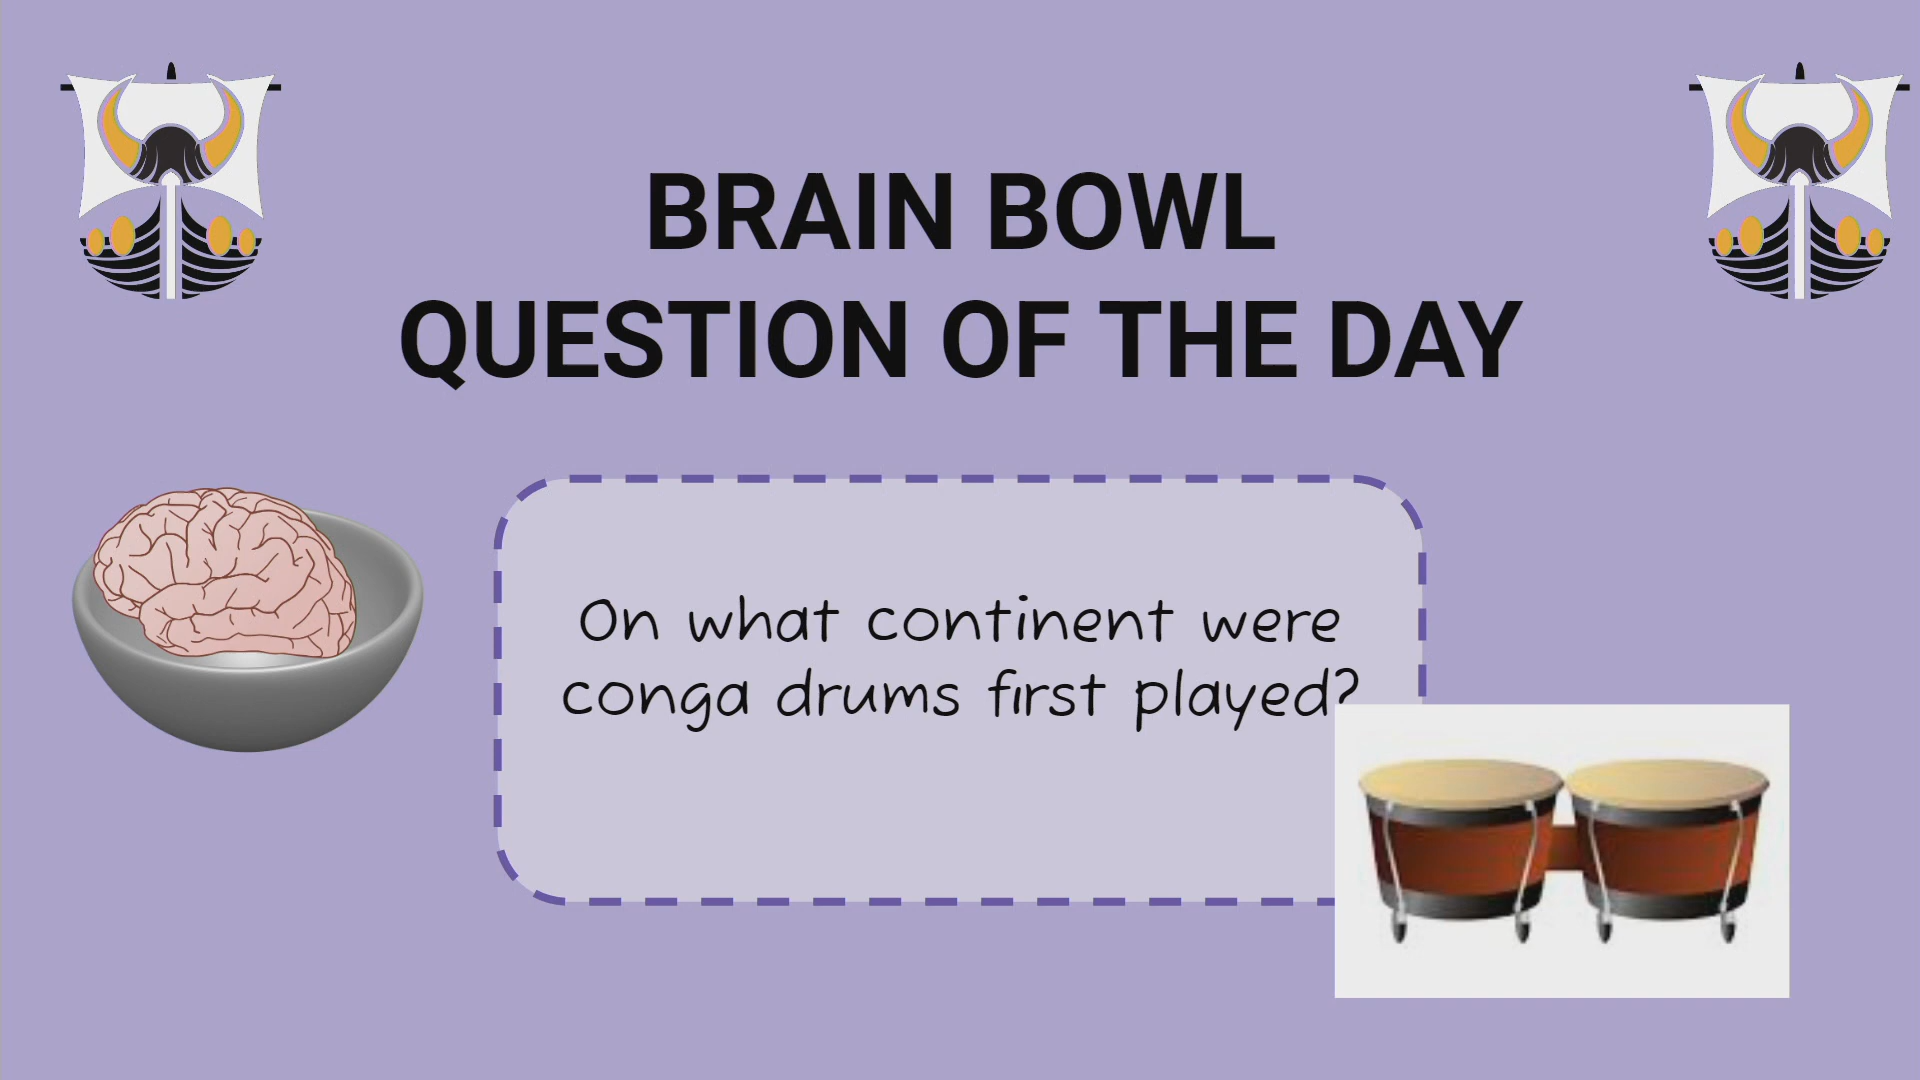 BRAIN BOWL
QUESTION OF THE DAY
On what continent were
conga drums first played?